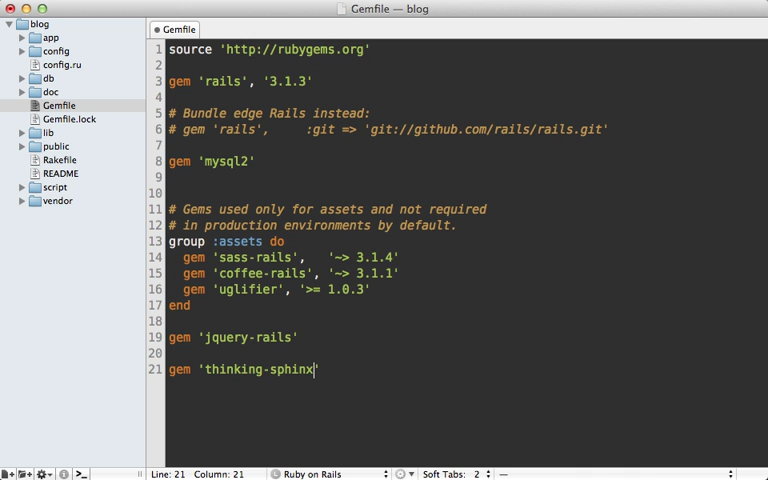 Gemfile — blog
blog
app
config
config.ru
db
doc
Gemfile
Gemfile.lock
lib
public
Rakefile
README
script
vendor
Gemfile
1 source 'http://rubygems.org'
2
3 gem 'rails', '3.1.3'
4
5 # Bundle edge Rails instead:
6 # gem 'rails',     :git => 'git://github.com/rails/rails.git'
7
8 gem 'mysql2'
9
10
11 # Gems used only for assets and not required
12 # in production environments by default.
13 group :assets do
14   gem 'sass-rails',   '~> 3.1.4'
15   gem 'coffee-rails', '~> 3.1.1'
16   gem 'uglifier', '>= 1.0.3'
17 end
18
19 gem 'jquery-rails'
20
21 gem 'thinking-sphinx'
Line: 21 Column: 21 Ruby on Rails Soft Tabs: 2 —